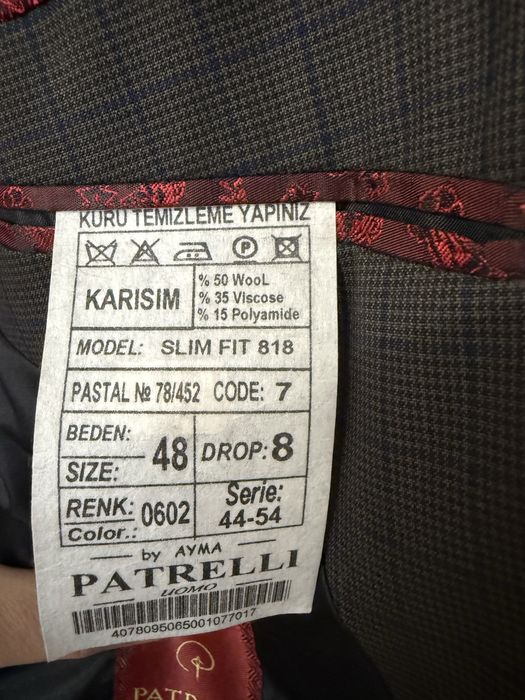 KURU TEMİZLEME YAPINIZ
P
KARISIM
% 50 WooL
% 35 Viscose
% 15 Polyamide
MODEL: SLIM FIT 818
PASTAL № 78/452 CODE: 7
BEDEN:
SIZE:
48
DROP: 8
RENK:
Color.:
0602
Serie:
44-54
by AYMA
PATRELLI
UOMO
4078095065001077017
PATR